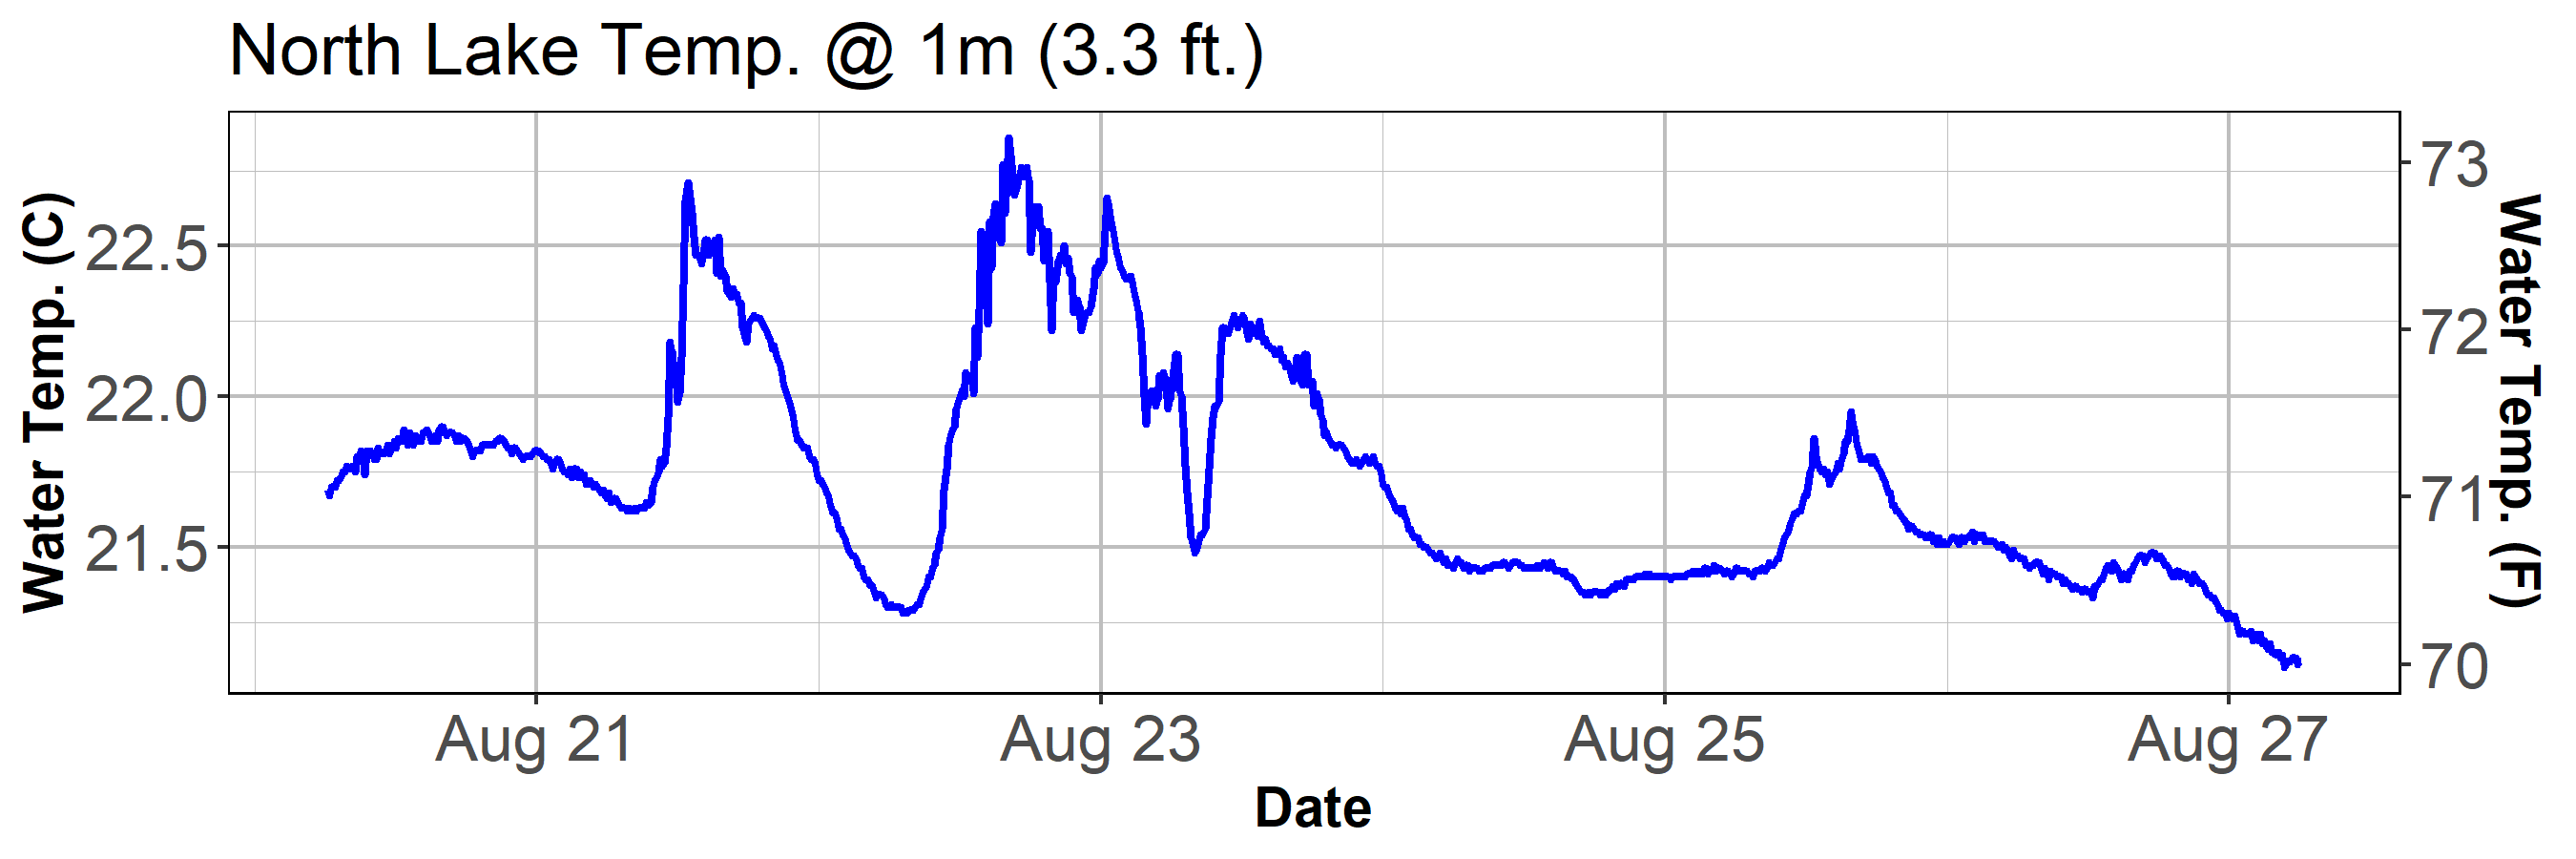 North Lake Temp. @ 1m (3.3 ft.)
Water Temp. (C)
22.5
22.0
21.5
73
72
71
70
Water Temp. (F)
Aug 21 Aug 23 Aug 25 Aug 27
Date